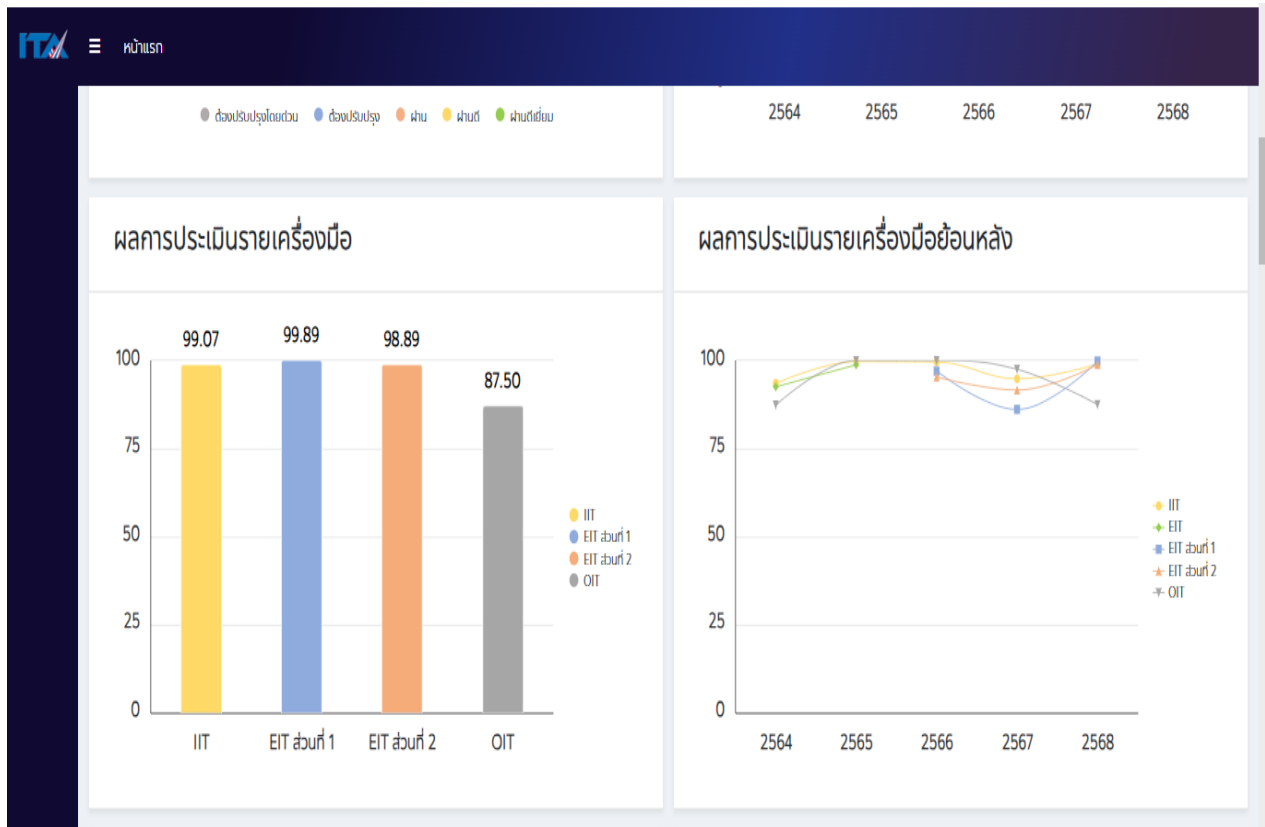 ITA หน้าแรก
ต้องปรับปรุงโดยด่วน ต้องปรับปรุง ผ่าน ผ่านดี ผ่านดีเยี่ยม
2564 2565 2566 2567 2568
ผลการประเมินรายเครื่องมือ
99.07 99.89 98.89 87.50
100
75
50
25
0
IIT EIT ส่วนที่ 1 EIT ส่วนที่ 2 OIT
IIT
EIT ส่วนที่ 1
EIT ส่วนที่ 2
OIT
ผลการประเมินรายเครื่องมือย้อนหลัง
100
75
50
25
0
2564 2565 2566 2567 2568
IIT
EIT
EIT ส่วนที่ 1
EIT ส่วนที่ 2
OIT